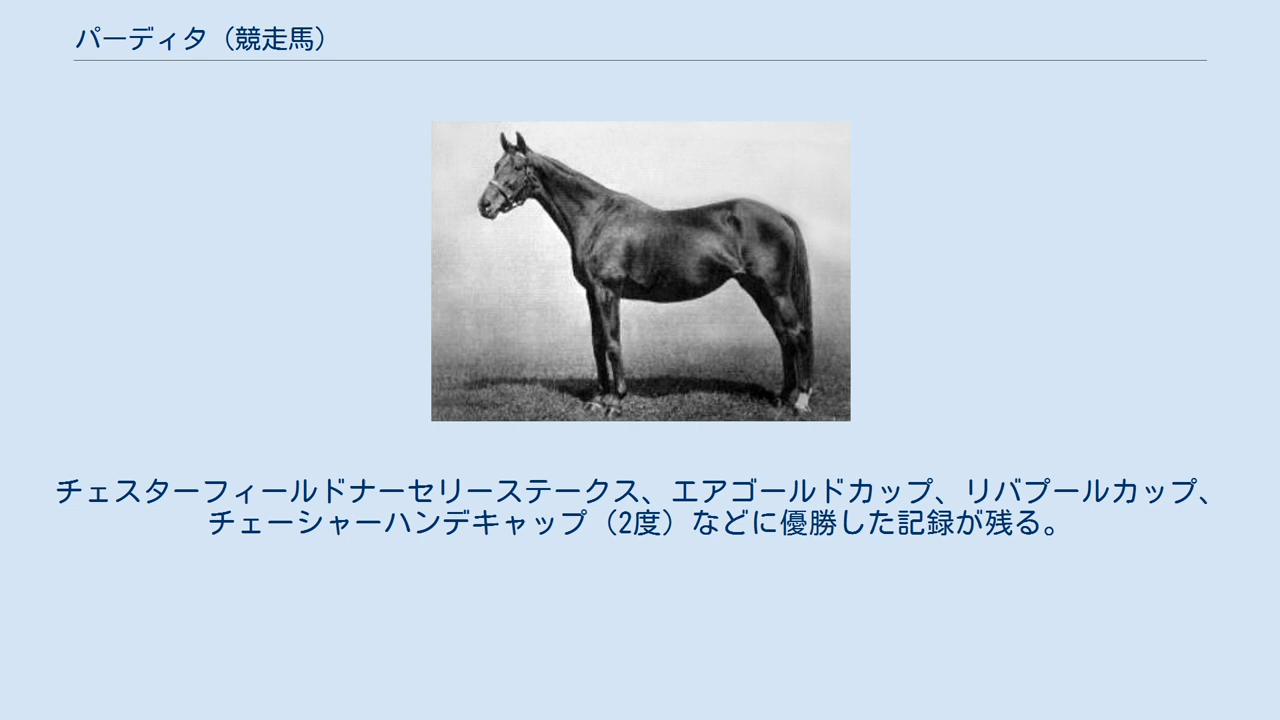 パーディタ（競走馬）
チェスターフィールドナーセリーステークス、エアゴールドカップ、リバプールカップ、
チェーシャーハンデキャップ（2度）などに優勝した記録が残る。